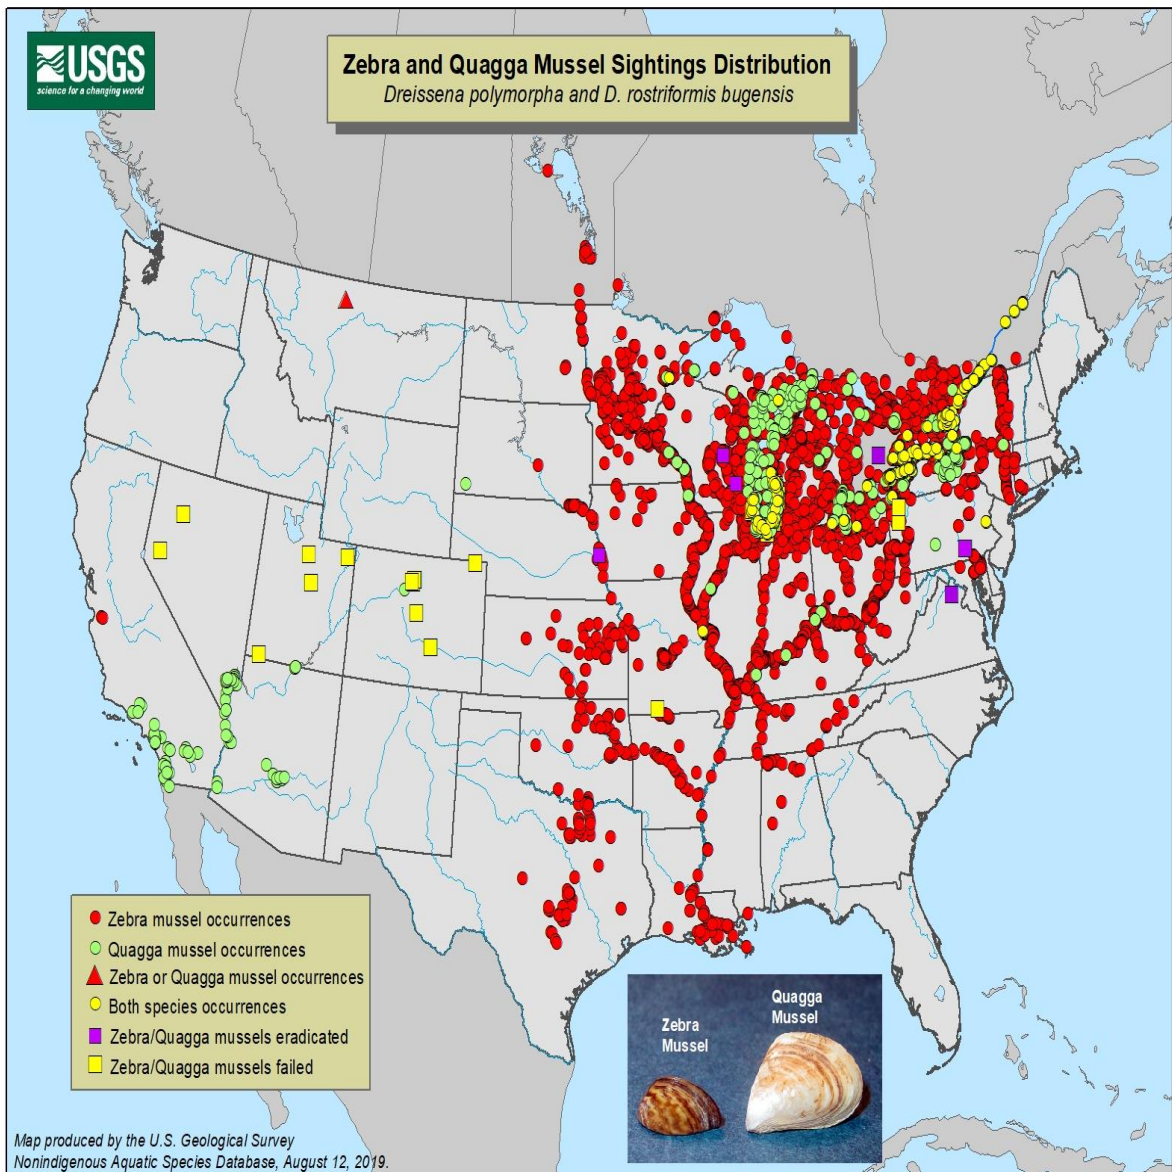 USGS
science for a changing world
Zebra and Quagga Mussel Sightings Distribution
Dreissena polymorpha and D. rostriformis bugensis
Zebra mussel occurrences
Quagga mussel occurrences
Zebra or Quagga mussel occurrences
Both species occurrences
Zebra/Quagga mussels eradicated
Zebra/Quagga mussels failed
Zebra
Mussel
Quagga
Mussel
Map produced by the U.S. Geological Survey
Nonindigenous Aquatic Species Database, August 12, 2019.